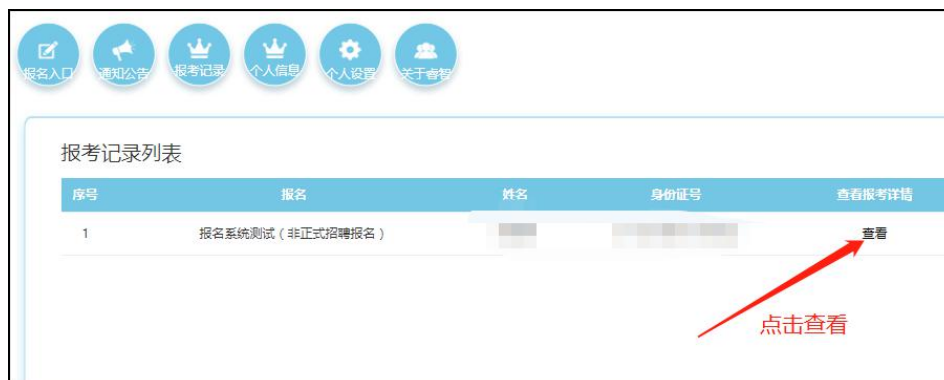 报名入口 通知公告 报考记录 个人信息 个人设置 关于睿智
报考记录列表
序号 报名 姓名 身份证号 查看报考详情
1 报名系统测试（非正式招聘报名） 查看
点击查看